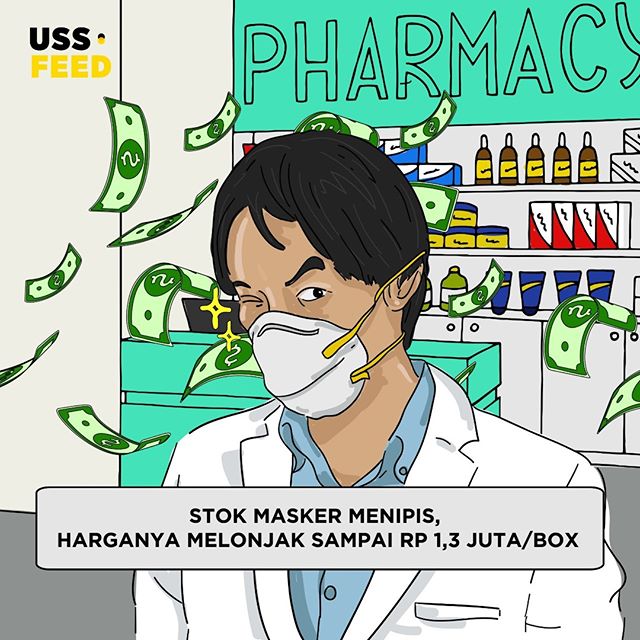 USS
FEED
PHARMACY
STOK MASKER MENIPIS,
HARGANYA MELONJAK SAMPAI RP 1,3 JUTA/BOX